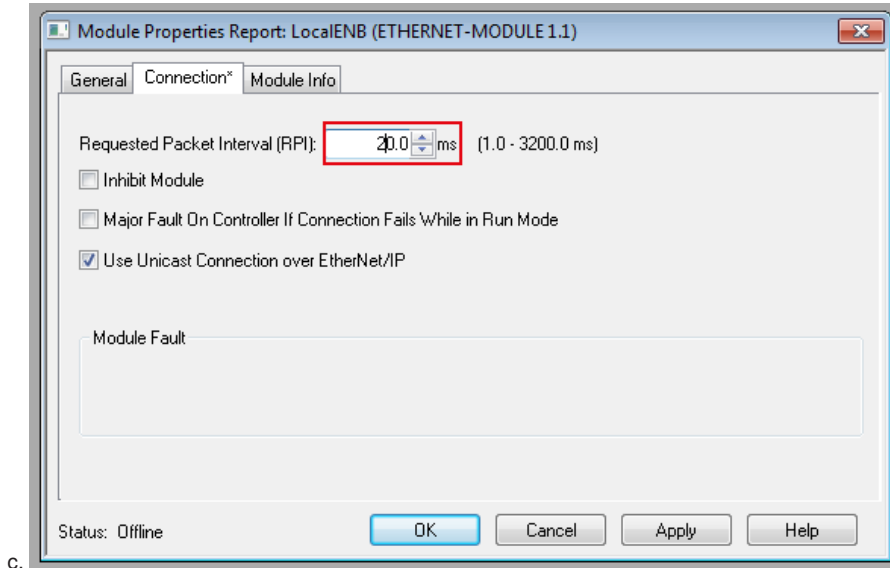 Module Properties Report: LocalENB (ETHERNET-MODULE 1.1)
General Connection* Module Info
Requested Packet Interval (RPI): 20.0 ms (1.0 - 3200.0 ms)
Inhibit Module
Major Fault On Controller If Connection Fails While in Run Mode
Use Unicast Connection over EtherNet/IP
Module Fault
Status: Offline OK Cancel Apply Help
c.